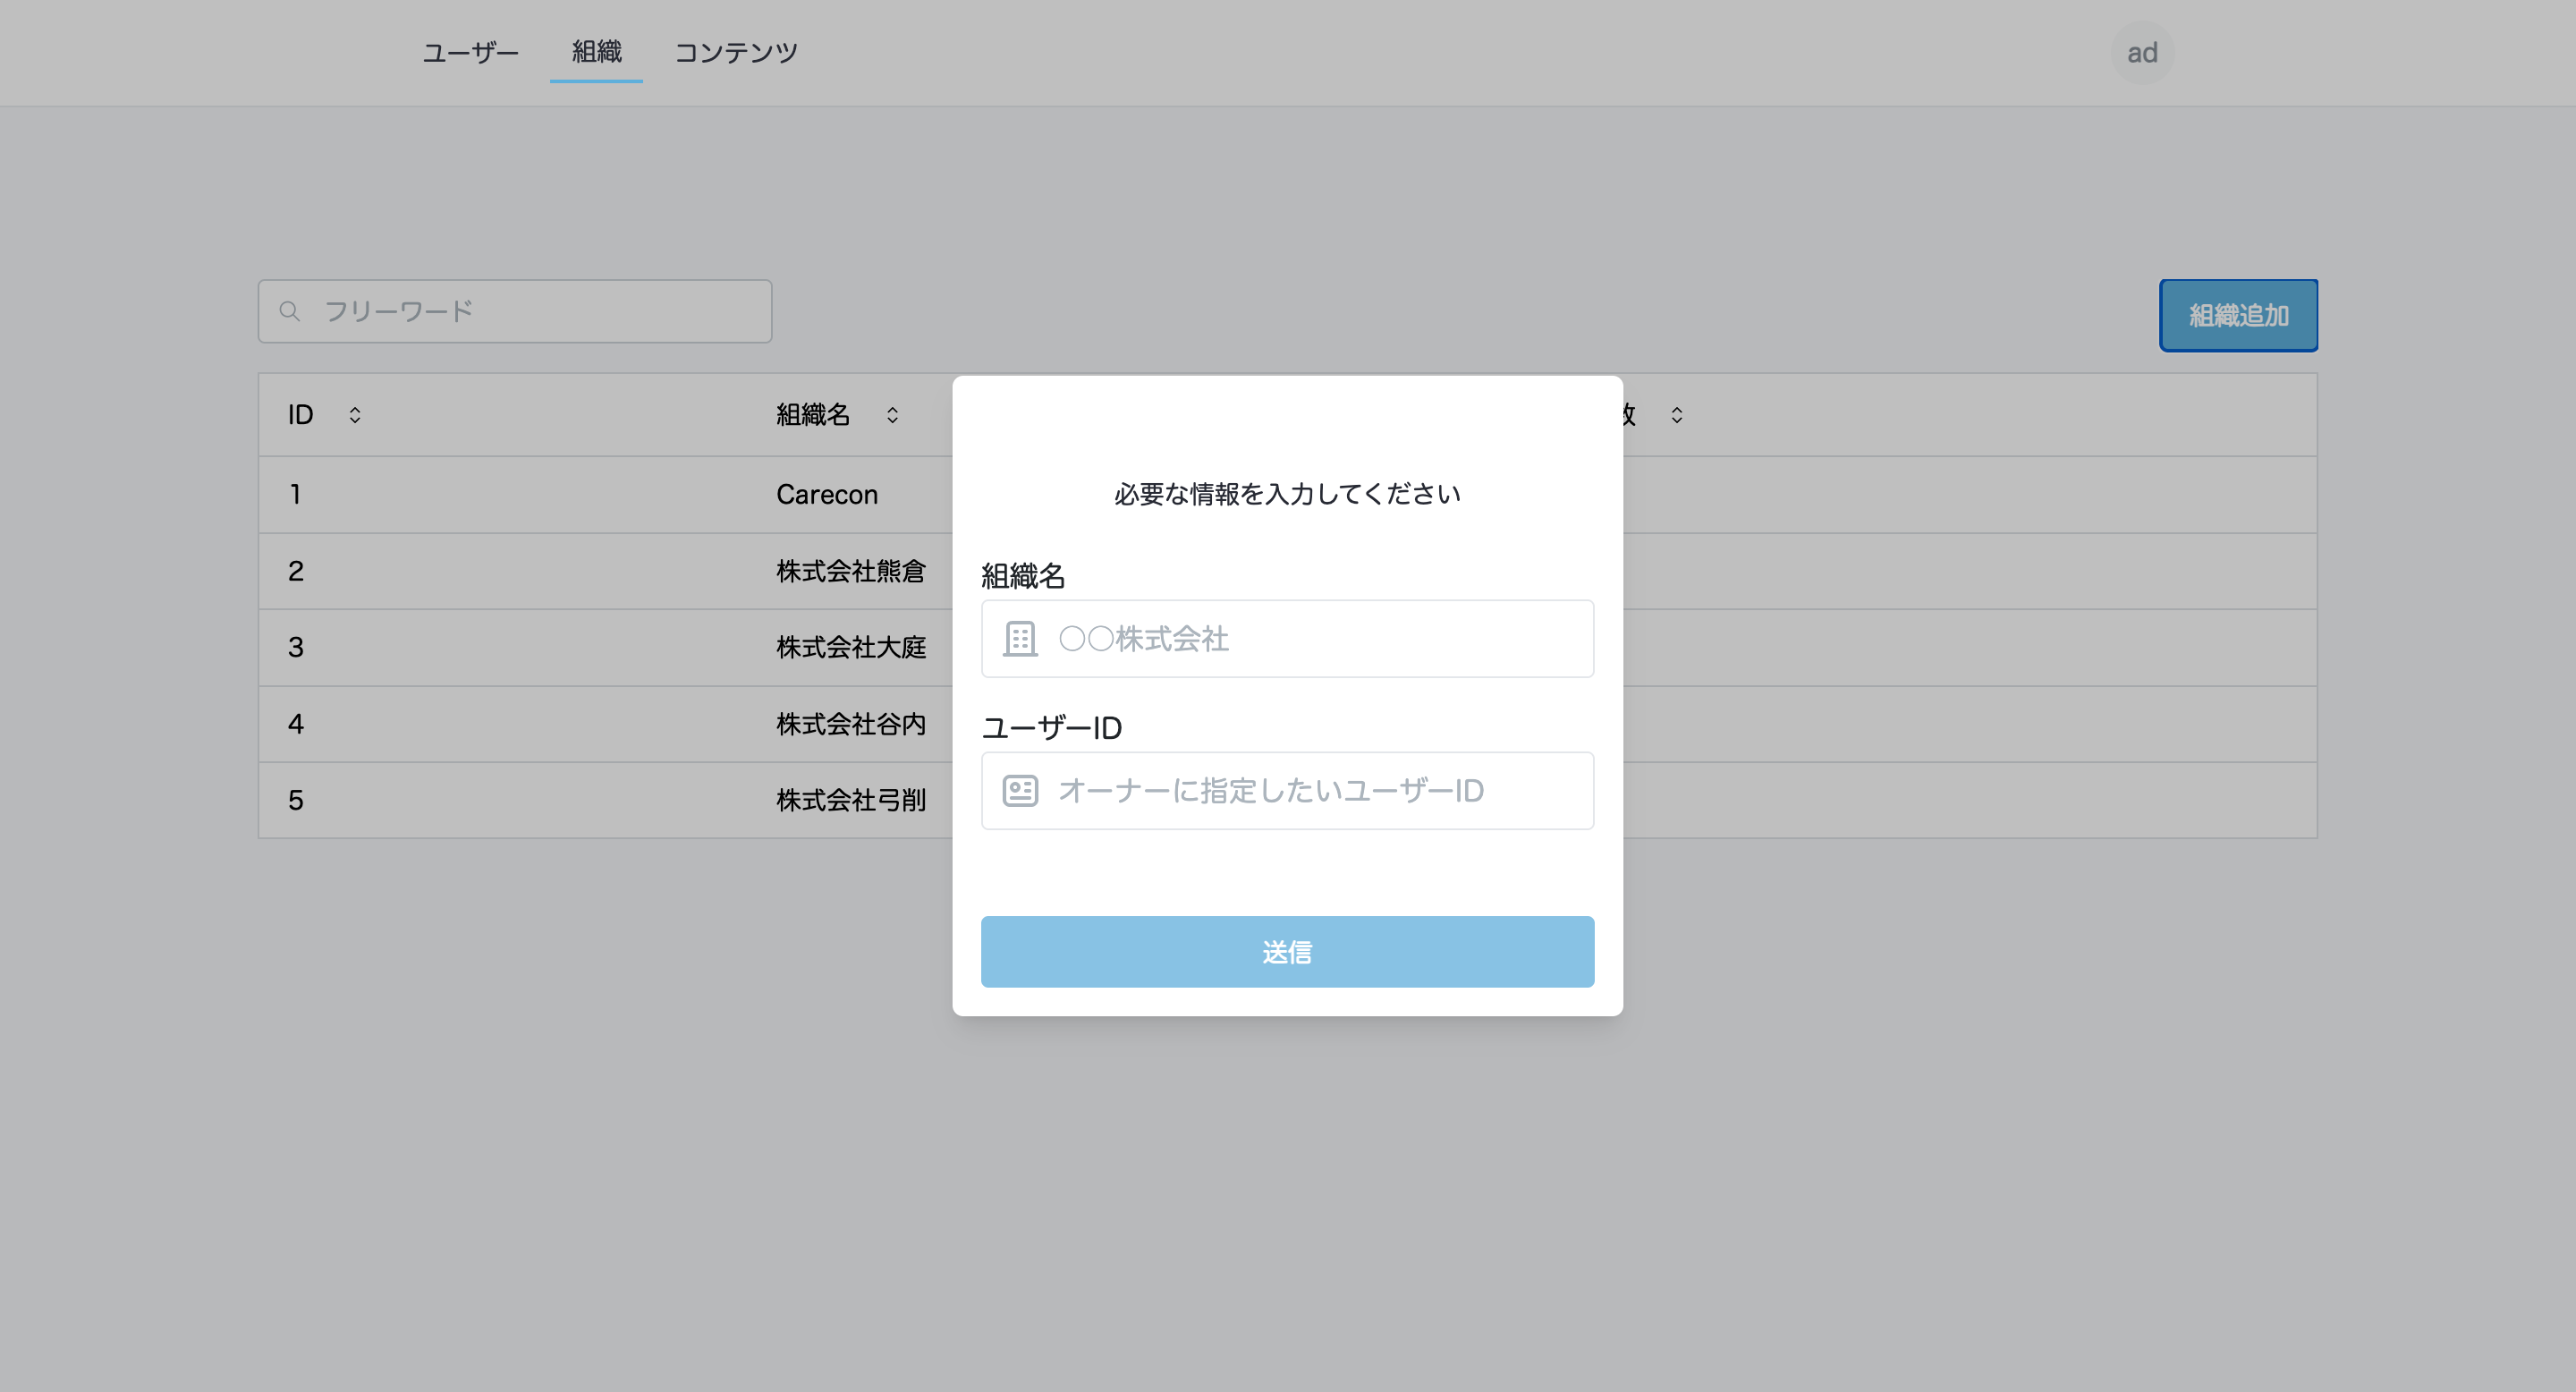 ユーザー 組織 コンテンツ ad
フリーワード
組織追加
ID 組織名 数
1 Carecon
2 株式会社熊倉
3 株式会社大庭
4 株式会社谷内
5 株式会社弓削
必要な情報を入力してください
組織名
○○株式会社
ユーザーID
オーナーに指定したいユーザーID
送信